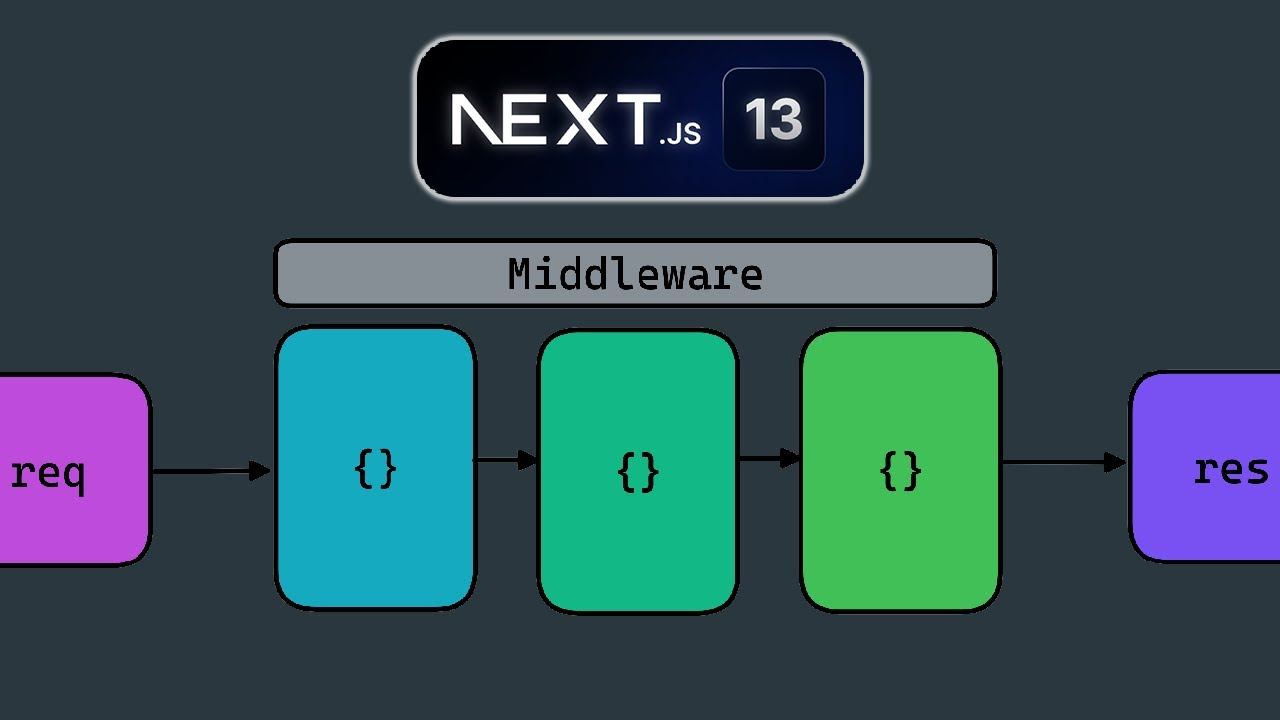 NEXT.JS 13
Middleware
req {} {} {} res